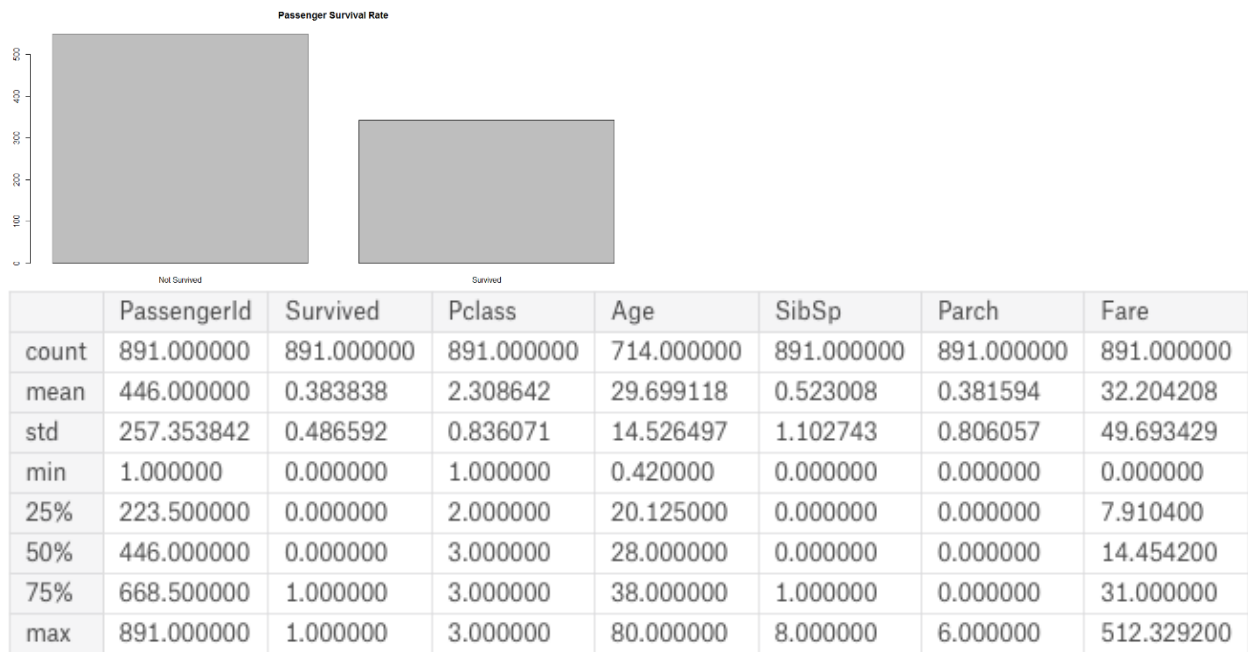 Passenger Survival Rate
500
400
300
200
100
0
Not Survived Survived
PassengerId Survived Pclass Age SibSp Parch Fare
count 891.000000 891.000000 891.000000 714.000000 891.000000 891.000000 891.000000
mean 446.000000 0.383838 2.308642 29.699118 0.523008 0.381594 32.204208
std 257.353842 0.486592 0.836071 14.526497 1.102743 0.806057 49.693429
min 1.000000 0.000000 1.000000 0.420000 0.000000 0.000000 0.000000
25% 223.500000 0.000000 2.000000 20.125000 0.000000 0.000000 7.910400
50% 446.000000 0.000000 3.000000 28.000000 0.000000 0.000000 14.454200
75% 668.500000 1.000000 3.000000 38.000000 1.000000 0.000000 31.000000
max 891.000000 1.000000 3.000000 80.000000 8.000000 6.000000 512.329200